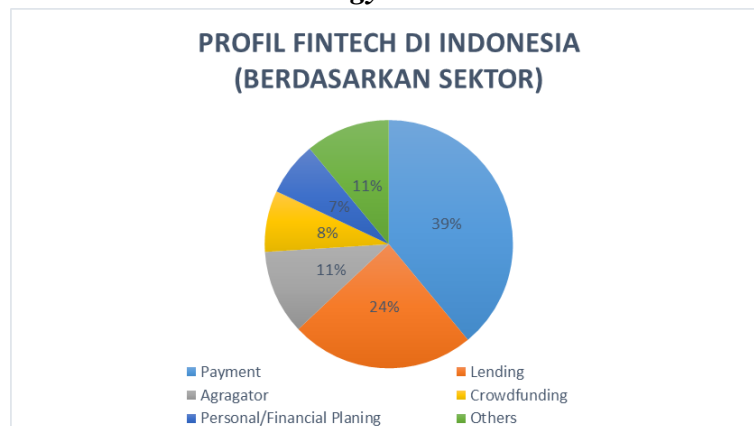 gy
PROFIL FINTECH DI INDONESIA
(BERDASARKAN SEKTOR)
11%
7%
39%
8%
11%
24%
Payment
Lending
Agragator
Crowdfunding
Personal/Financial Planing
Others